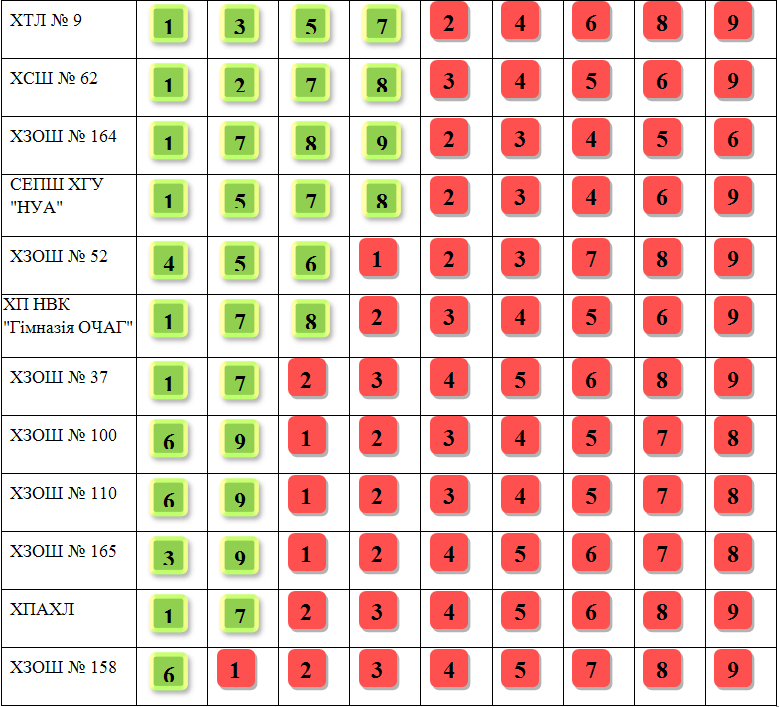 ХТЛ № 9 1 3 5 7 2 4 6 8 9
ХСШ № 62 1 2 7 8 3 4 5 6 9
ХЗОШ № 164 1 7 8 9 2 3 4 5 6
СЕПШ ХГУ
"НУА" 1 5 7 8 2 3 4 6 9
ХЗОШ № 52 4 5 6 1 2 3 7 8 9
ХП НВК
"Гімназія ОЧАГ" 1 7 8 2 3 4 5 6 9
ХЗОШ № 37 1 7 2 3 4 5 6 8 9
ХЗОШ № 100 6 9 1 2 3 4 5 7 8
ХЗОШ № 110 6 9 1 2 3 4 5 7 8
ХЗОШ № 165 3 9 1 2 4 5 6 7 8
ХПАХЛ 1 7 2 3 4 5 6 8 9
ХЗОШ № 158 6 1 2 3 4 5 7 8 9